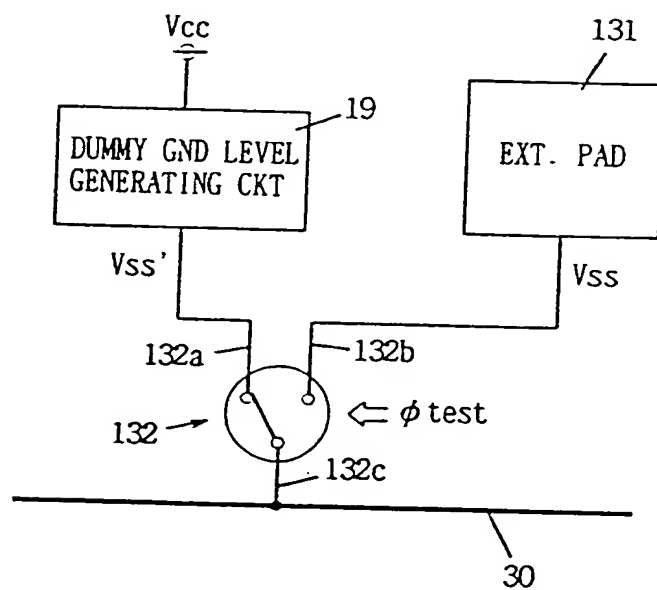 Vcc
131
19
DUMMY GND LEVEL
GENERATING CKT
EXT. PAD
Vss'
Vss
132a
132b
132
⇐ φ test
132c
30